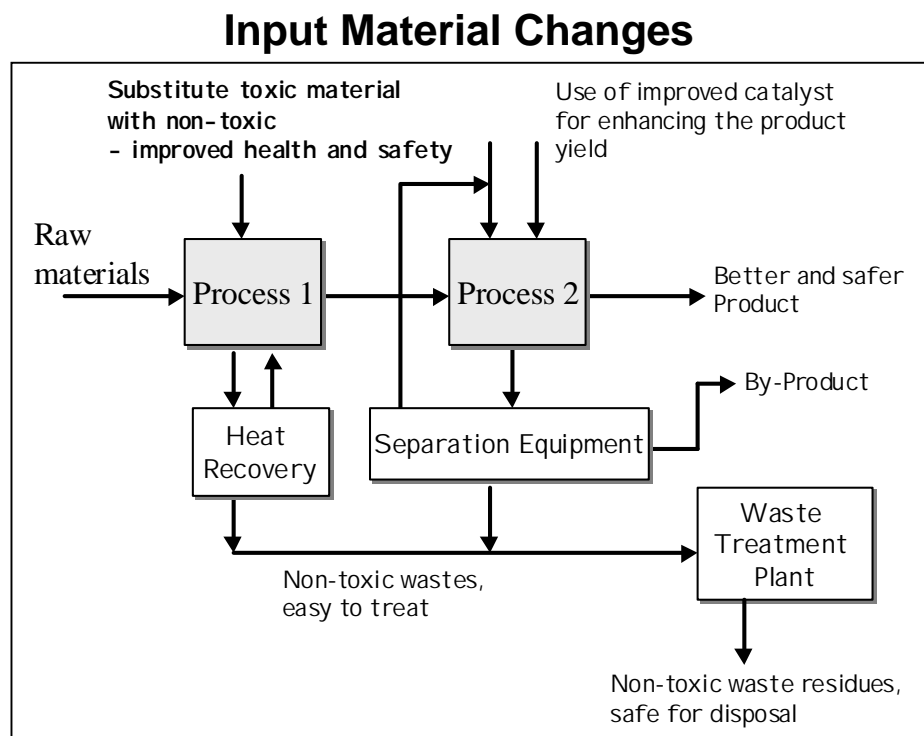 Input Material Changes
Substitute toxic material
with non-toxic
- improved health and safety
Use of improved catalyst
for enhancing the product
yield
Raw
materials
Process 1
Process 2
Better and safer
Product
By-Product
Heat
Recovery
Separation Equipment
Waste
Treatment
Plant
Non-toxic wastes,
easy to treat
Non-toxic waste residues,
safe for disposal